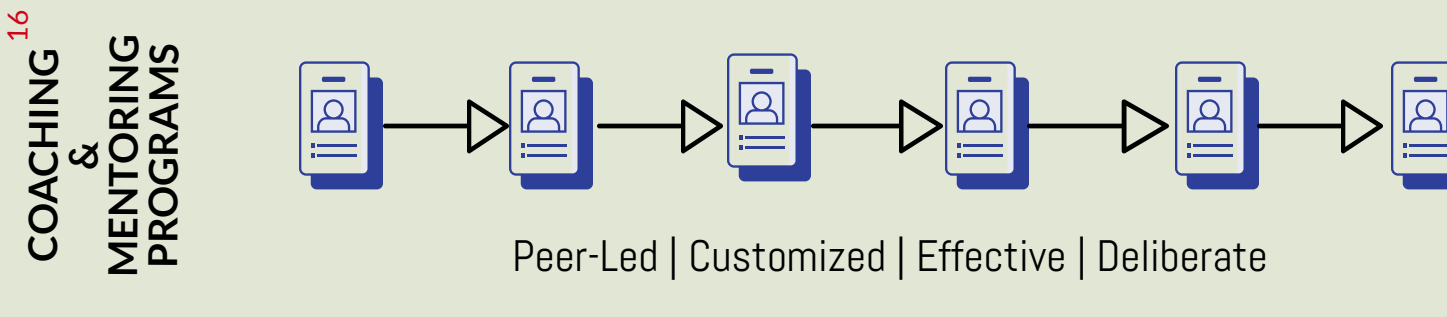 COACHING 16
&
MENTORING
PROGRAMS
Peer-Led | Customized | Effective | Deliberate